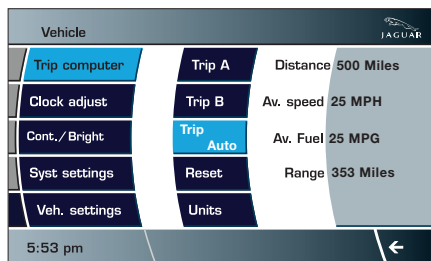 Vehicle
JAGUAR
Trip computer
Trip A
Distance 500 Miles
Clock adjust
Trip B
Av. speed 25 MPH
Cont./Bright
Trip
Auto
Av. Fuel 25 MPG
Syst settings
Reset
Range 353 Miles
Veh. settings
Units
5:53 pm